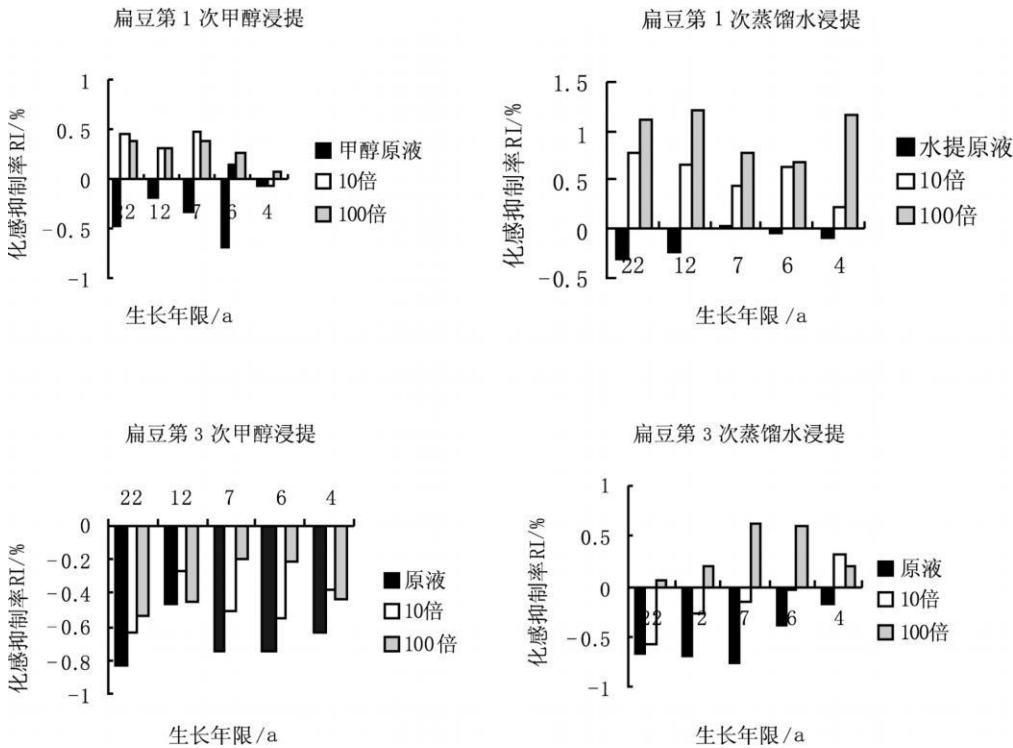 扁豆第 1 次甲醇浸提
化感抑制率RI/%
1
0.5
0
-0.5
-1
22 12 7 6 4
生长年限/a
甲醇原液
10倍
100倍
扁豆第 1 次蒸馏水浸提
化感抑制率RI/%
1.5
1
0.5
0
-0.5
22 12 7 6 4
生长年限 /a
水提原液
10倍
100倍
扁豆第 3 次甲醇浸提
化感抑制率RI/%
22 12 7 6 4
0
-0.2
-0.4
-0.6
-0.8
-1
生长年限/a
原液
10倍
100倍
扁豆第 3 次蒸馏水浸提
化感抑制率RI/%
1
0.5
0
-0.5
-1
22 2 7 6 4
生长年限/a
原液
10倍
100倍